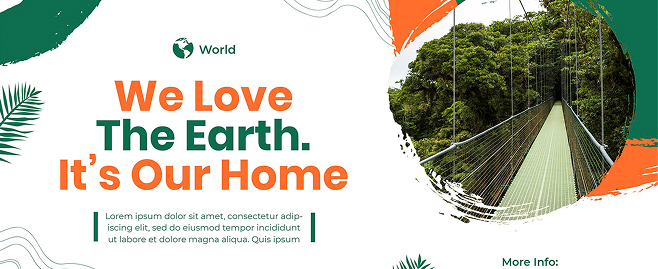 World
We Love
The Earth.
It's Our Home
Lorem ipsum dolor sit amet, consectetur adip-
iscing elit, sed do eiusmod tempor incididunt
ut labore et dolore magna aliqua. Quis ipsum
More Info: